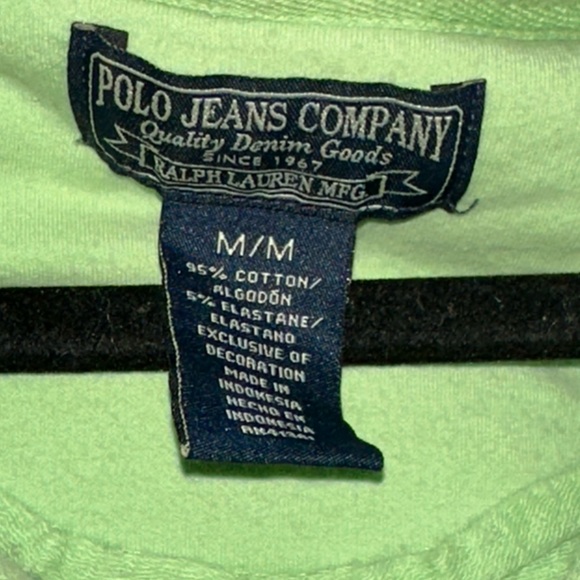 POLO JEANS COMPANY
Quality Denim Goods
SINCE 1967
RALPH LAUREN MFG.
M/M
95% COTTON/
ALGODÓN
5% ELASTANE/
ELASTANO
EXCLUSIVE OF
DECORATION
MADE IN
INDONESIA
HECHO EN
INDONESIA